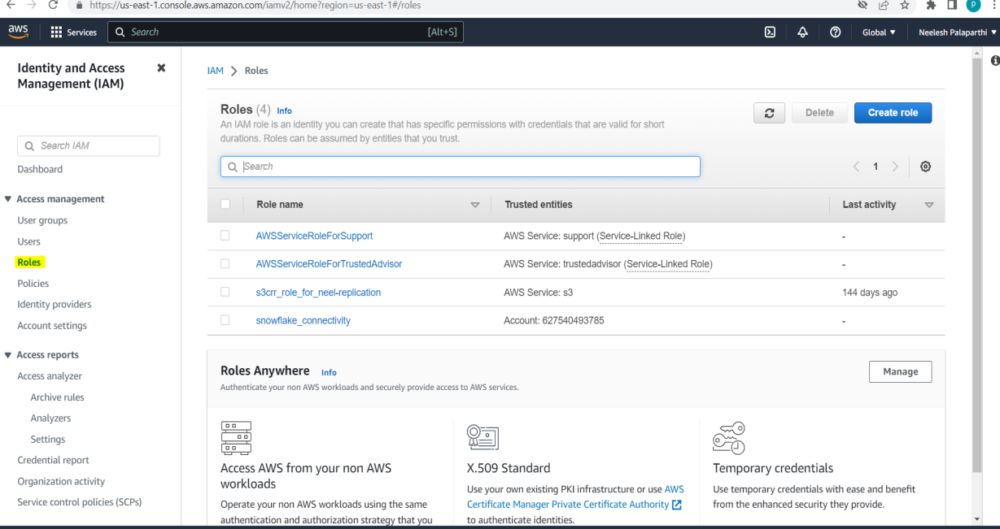 https://us-east-1.console.aws.amazon.com/iamv2/home?region=us-east-1#/roles
P
aws
Services
Search
[Alt+S]
Global ▼
Neelesh Palaparthi ▼
Identity and Access
Management (IAM)
Search IAM
Dashboard
Access management
User groups
Users
Roles
Policies
Identity providers
Account settings
Access reports
Access analyzer
Archive rules
Analyzers
Settings
Credential report
Organization activity
Service control policies (SCPs)
IAM > Roles
Roles (4) Info
An IAM role is an identity you can create that has specific permissions with credentials that are valid for short
durations. Roles can be assumed by entities that you trust.
Delete
Create role
Search
1
Role name
Trusted entities
Last activity
AWSServiceRoleForSupport
AWS Service: support (Service-Linked Role)
-
AWSServiceRoleForTrustedAdvisor
AWS Service: trustedadvisor (Service-Linked Role)
-
s3crr_role_for_neel-replication
AWS Service: s3
144 days ago
snowflake_connectivity
Account: 627540493785
-
Roles Anywhere Info
Authenticate your non AWS workloads and securely provide access to AWS services.
Manage
Access AWS from your non AWS
workloads
Operate your non AWS workloads using the same
authentication and authorization strategy that you
X.509 Standard
Use your own existing PKI infrastructure or use AWS
Certificate Manager Private Certificate Authority
to authenticate identities.
Temporary credentials
Use temporary credentials with ease and benefit
from the enhanced security they provide.